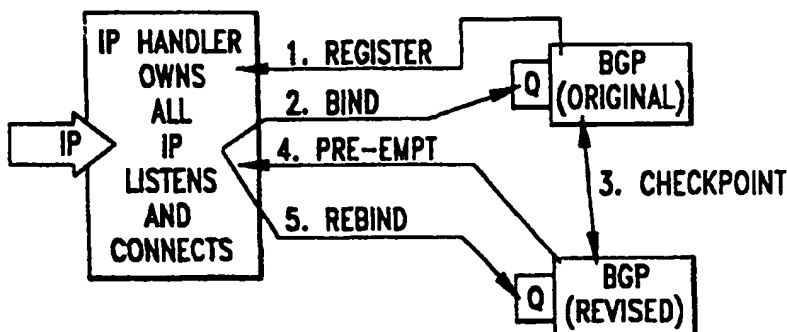 IP HANDLER
OWNS
ALL
IP
LISTENS
AND
CONNECTS
IP
1. REGISTER
2. BIND
4. PRE-EMPT
5. REBIND
Q
BGP
(ORIGINAL)
3. CHECKPOINT
Q
BGP
(REVISED)